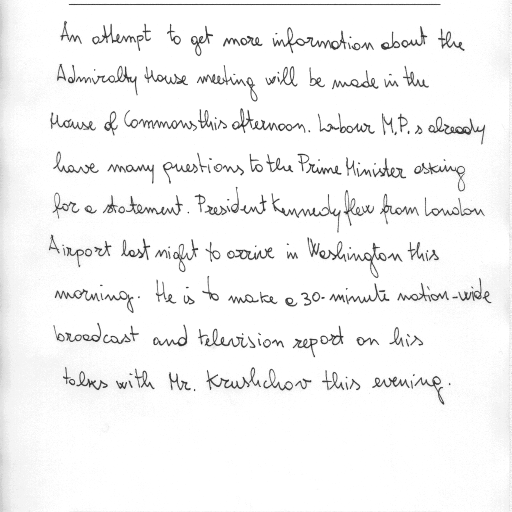 An attempt to get more information about the
Admiralty House meeting will be made in the
House of Commons this afternoon. Labour M.P.s already
have many questions to the Prime Minister asking
for a statement. President Kennedy flew from London
Airport last night to arrive in Washington this
morning. He is to make a 30-minute nation-wide
broadcast and television report on his
talks with Mr. Krushchov this evening.